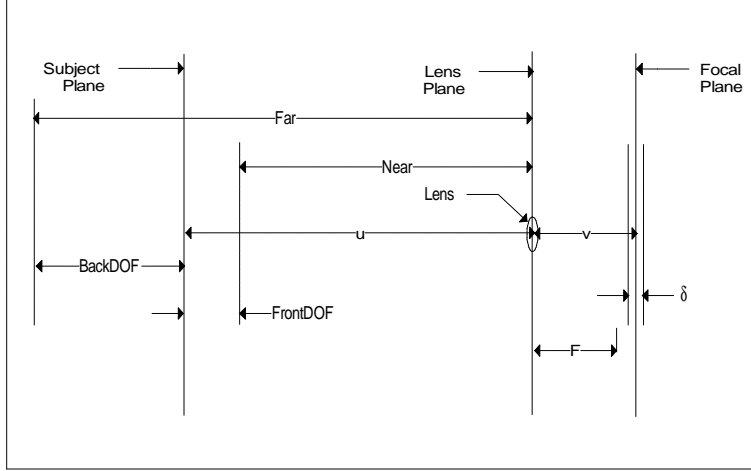 Subject
Plane
Lens
Plane
Focal
Plane
Far
Near
Lens
u
v
BackDOF
FrontDOF
δ
F